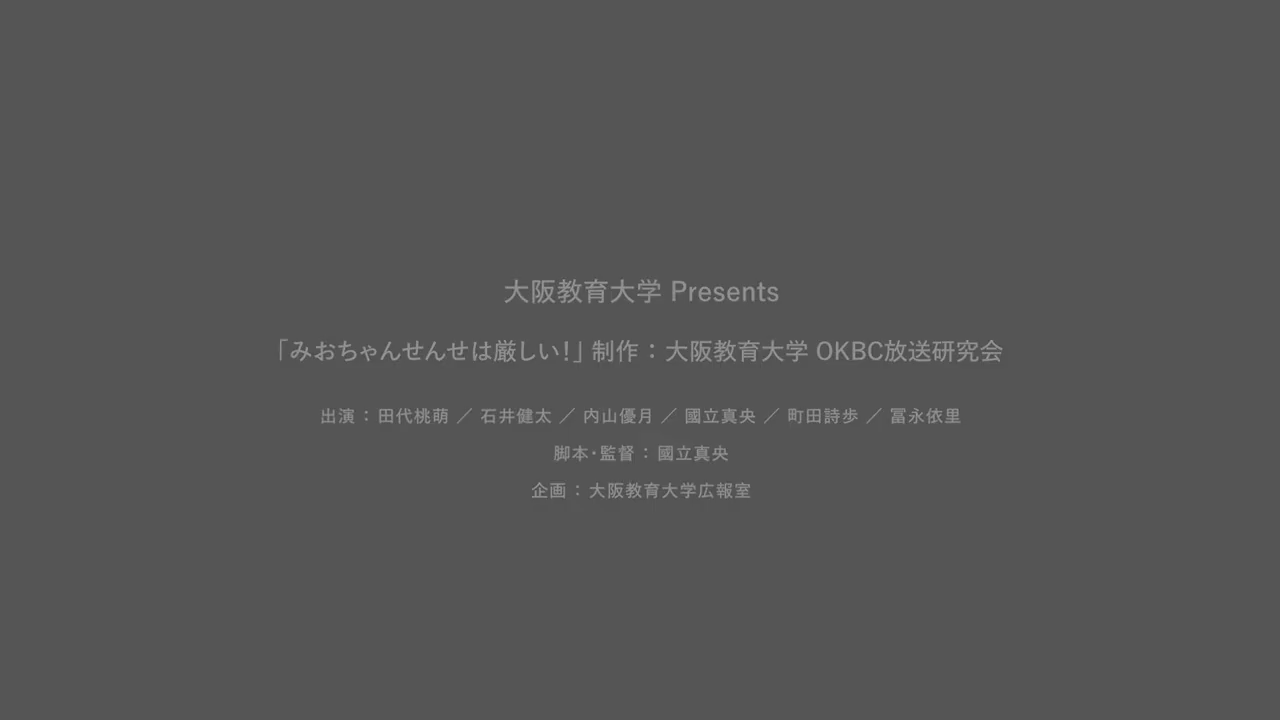 大阪教育大学 Presents
「みおちゃんせんせは厳しい!」制作：大阪教育大学 OKBC放送研究会
出演：田代桃萌 ／ 石井健太 ／ 内山優月 ／ 國立真央 ／ 町田詩歩 ／ 冨永依里
脚本・監督：國立真央
企画：大阪教育大学広報室